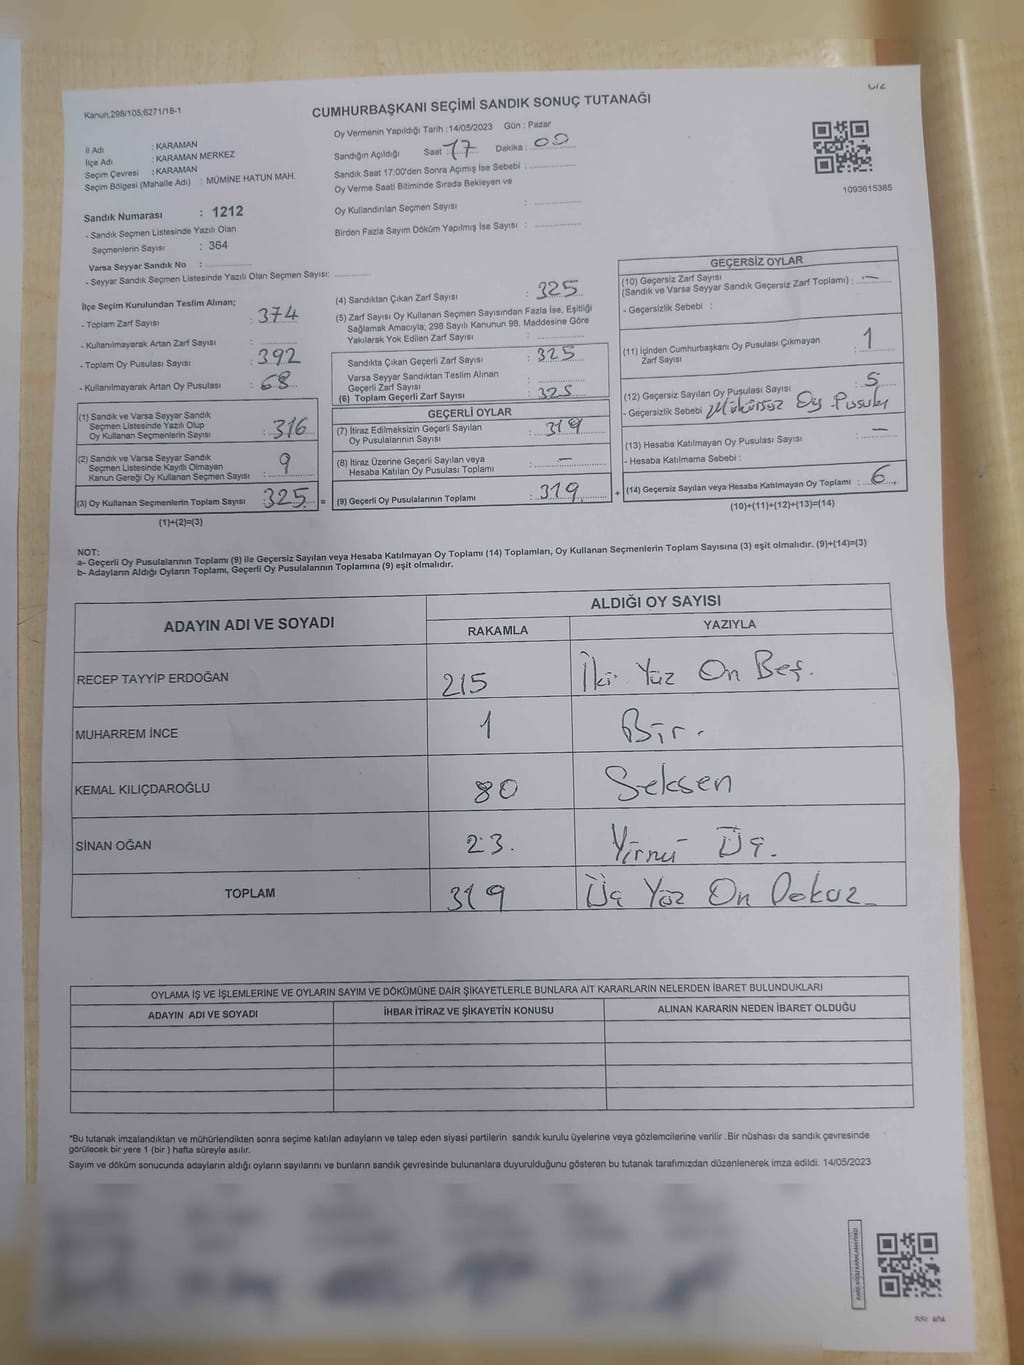 Kanun;298/105;6271/18-1
CUMHURBAŞKANI SEÇİMİ SANDIK SONUÇ TUTANAĞI
İl Adı : KARAMAN
İlçe Adı : KARAMAN MERKEZ
Seçim Çevresi : KARAMAN
Seçim Bölgesi (Mahalle Adı) : MÜMİNE HATUN MAH.
Sandık Numarası : 1212
- Sandık Seçmen Listesinde Yazılı Olan
Seçmenlerin Sayısı : 364
Varsa Seyyar Sandık No :
- Seyyar Sandık Seçmen Listesinde Yazılı Olan Seçmen Sayısı:
Oy Vermenin Yapıldığı Tarih :14/05/2023 Gün : Pazar
Sandığın Açıldığı Saat : 17 Dakika : 00
Sandık Saat 17:00'den Sonra Açımış İse Sebebi :
Oy Verme Saati Bitiminde Sırada Bekleyen ve
Oy Kullandırılan Seçmen Sayısı :
Birden Fazla Sayım Döküm Yapılmış İse Sayısı :
1093615385
İlçe Seçim Kurulundan Teslim Alınan;
- Toplam Zarf Sayısı : 374
- Kullanılmayarak Artan Zarf Sayısı :
- Toplam Oy Pusulası Sayısı : 392
- Kullanılmayarak Artan Oy Pusulası : 68
(1) Sandık ve Varsa Seyyar Sandık
Seçmen Listesinde Yazılı Olup
Oy Kullanan Seçmenlerin Sayısı : 316
(2) Sandık ve Varsa Seyyar Sandık
Seçmen Listesinde Kayıtlı Olmayan
Kanun Gereği Oy Kullanan Seçmen Sayısı : 9
(3) Oy Kullanan Seçmenlerin Toplam Sayısı : 325 =
(1)+(2)=(3)
(4) Sandıktan Çıkan Zarf Sayısı : 325
(5) Zarf Sayısı Oy Kullanan Seçmen Sayısından Fazla İse, Eşitliği
Sağlamak Amacıyla; 298 Sayılı Kanunun 98. Maddesine Göre
Yakılarak Yok Edilen Zarf Sayısı :
Sandıkta Çıkan Geçerli Zarf Sayısı : 325
Varsa Seyyar Sandıktan Teslim Alınan
Geçerli Zarf Sayısı :
(6) Toplam Geçerli Zarf Sayısı : 325
GEÇERLİ OYLAR
(7) İtiraz Edilmeksizin Geçerli Sayılan
Oy Pusulalarının Sayısı : 319
(8) İtiraz Üzerine Geçerli Sayılan veya
Hesaba Katılan Oy Pusulası Toplamı : —
(9) Geçerli Oy Pusulalarının Toplamı : 319 +
GEÇERSİZ OYLAR
(10) Geçersiz Zarf Sayısı
(Sandık ve Varsa Seyyar Sandık Geçersiz Zarf Toplamı) : —
- Geçersizlik Sebebi :
(11) İçinden Cumhurbaşkanı Oy Pusulası Çıkmayan
Zarf Sayısı : 1
(12) Geçersiz Sayılan Oy Pusulası Sayısı : 5
- Geçersizlik Sebebi Mühürsüz Oy Pusula
(13) Hesaba Katılmayan Oy Pusulası Sayısı : —
- Hesaba Katılmama Sebebi :
(14) Geçersiz Sayılan veya Hesaba Katılmayan Oy Toplamı : 6
(10)+(11)+(12)+(13)=(14)
NOT:
a- Geçerli Oy Pusulalarının Toplamı (9) ile Geçersiz Sayılan veya Hesaba Katılmayan Oy Toplamı (14) Toplamları, Oy Kullanan Seçmenlerin Toplam Sayısına (3) eşit olmalıdır. (9)+(14)=(3)
b- Adayların Aldığı Oyların Toplamı, Geçerli Oy Pusulalarının Toplamına (9) eşit olmalıdır.
ADAYIN ADI VE SOYADI ALDIĞI OY SAYISI
RAKAMLA YAZIYLA
RECEP TAYYİP ERDOĞAN 215 İki Yüz On Beş.
MUHARREM İNCE 1 Bir.
KEMAL KILIÇDAROĞLU 80 Seksen
SİNAN OĞAN 23. Yirmi Üç.
TOPLAM 319 Üç Yüz On Dokuz
OYLAMA İŞ VE İŞLEMLERİNE VE OYLARIN SAYIM VE DÖKÜMÜNE DAİR ŞİKAYETLERLE BUNLARA AİT KARARLARIN NELERDEN İBARET BULUNDUKLARI
ADAYIN ADI VE SOYADI İHBAR İTİRAZ VE ŞİKAYETİN KONUSU ALINAN KARARIN NEDEN İBARET OLDUĞU
*Bu tutanak imzalandıktan ve mühürlendikten sonra seçime katılan adayların ve talep eden siyasi partilerin sandık kurulu üyelerine veya gözlemcilerine verilir .Bir nüshası da sandık çevresinde
görülecek bir yere 1 (bir ) hafta süreyle asılır.
Sayım ve döküm sonucunda adayların aldığı oyların sayılarını ve bunların sandık çevresinde bulunanlara duyurulduğunu gösteren bu tutanak tarafımızdan düzenlenerek imza edildi. 14/05/2023